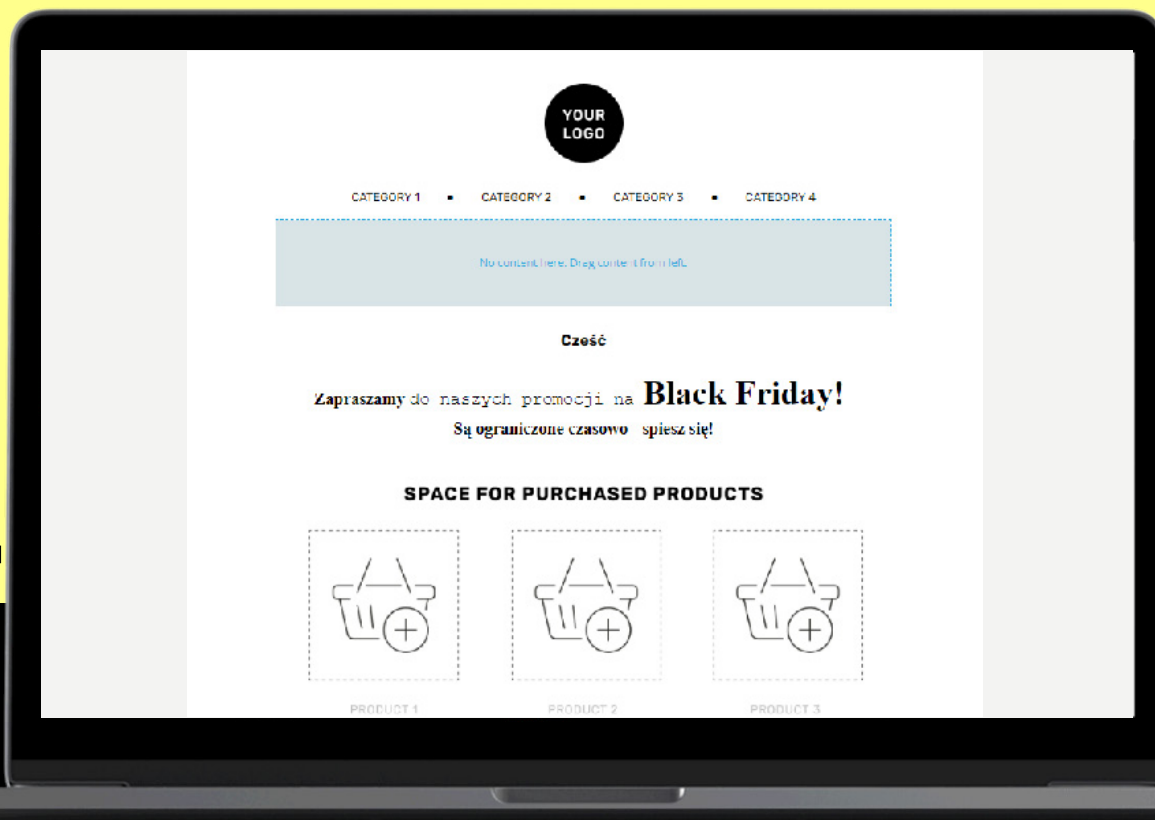 YOUR
LOGO
CATEGORY 1 • CATEGORY 2 • CATEGORY 3 • CATEGORY 4
No content here. Drag content from left.
Cześć
Zapraszamy do naszych promocji na Black Friday!
Są ograniczone czasowo spiesz się!
SPACE FOR PURCHASED PRODUCTS
PRODUCT 1 PRODUCT 2 PRODUCT 3